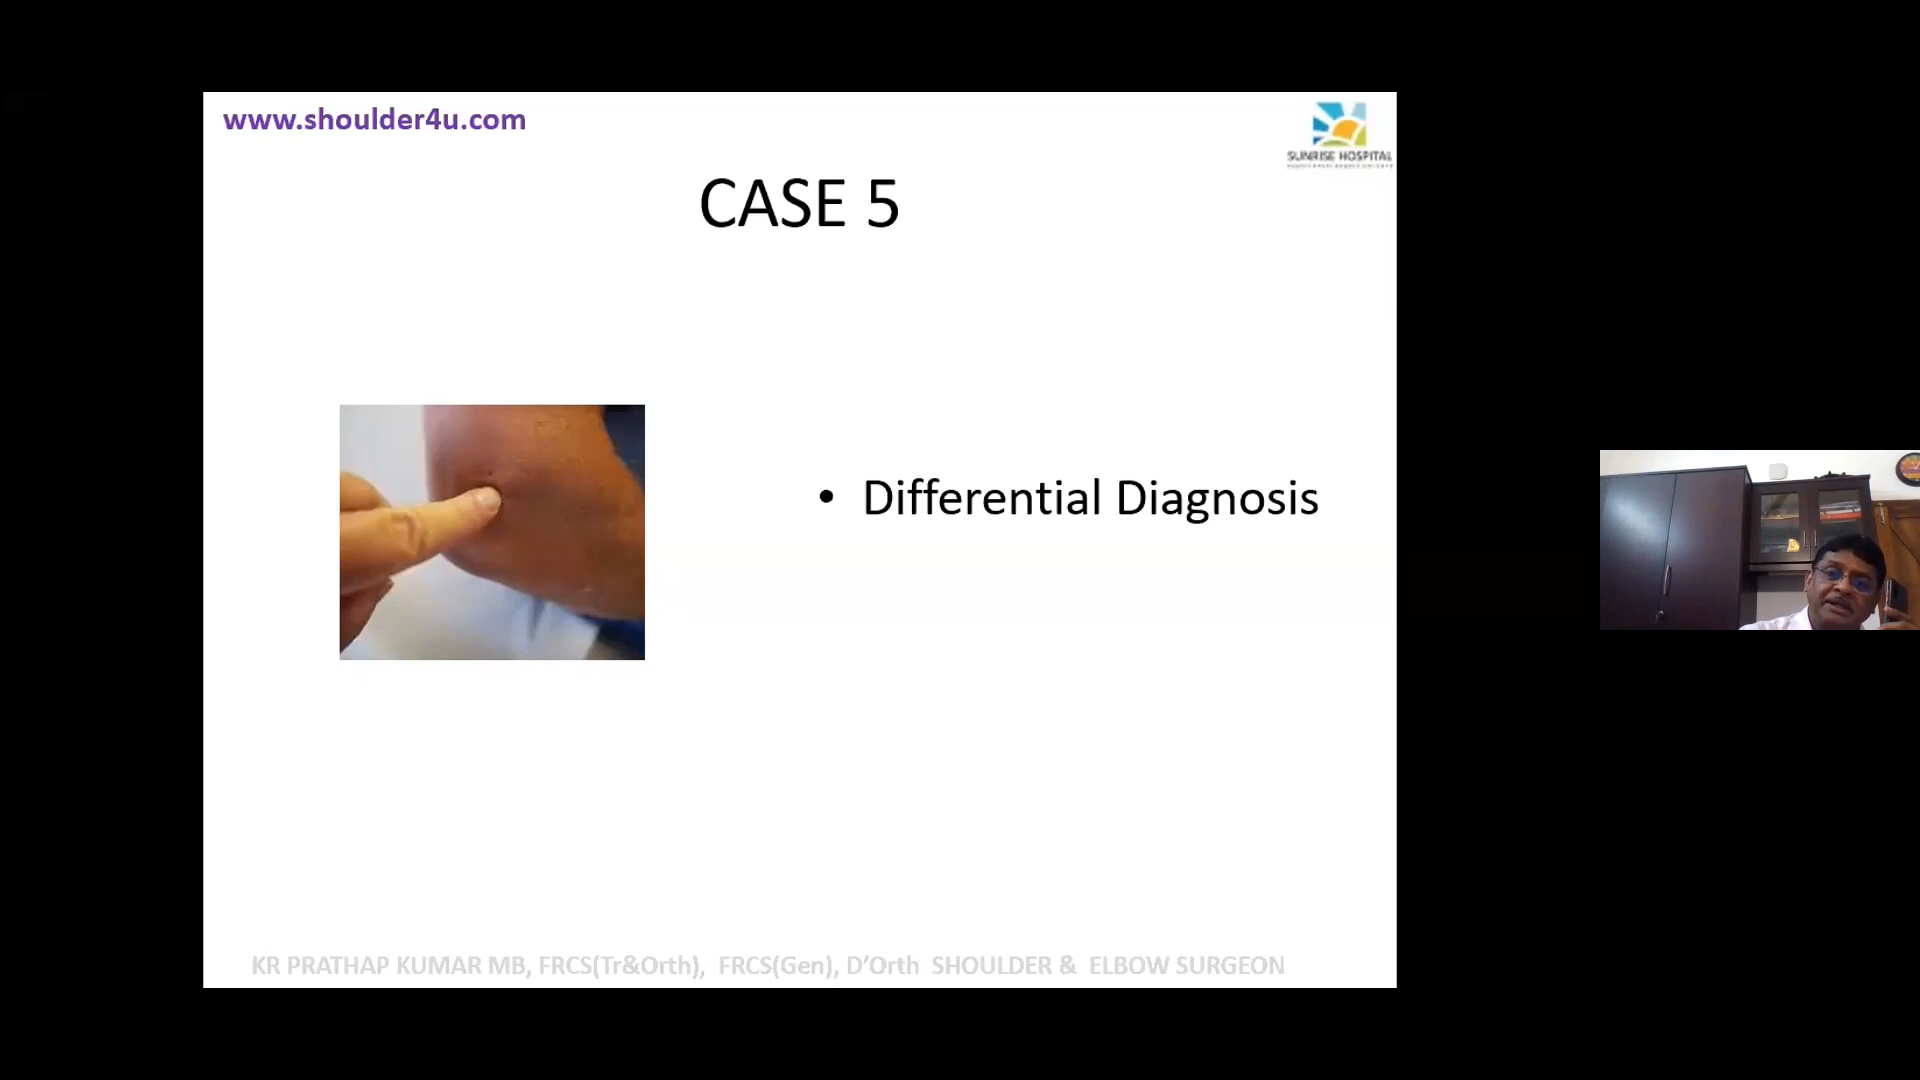 www.shoulder4u.com
SUNRISE HOSPITAL
CASE 5
• Differential Diagnosis
KR PRATHAP KUMAR MB, FRCS(Tr&Orth), FRCS(Gen), D’Orth SHOULDER & ELBOW SURGEON